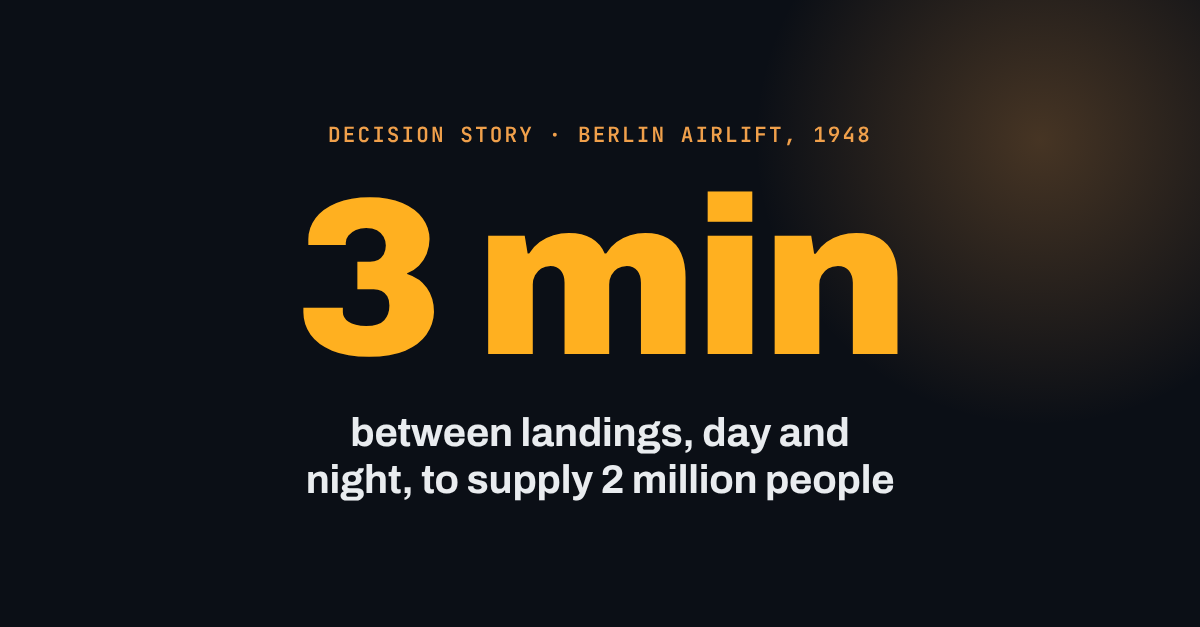 DECISION STORY · BERLIN AIRLIFT, 1948
3 min
between landings, day and
night, to supply 2 million people